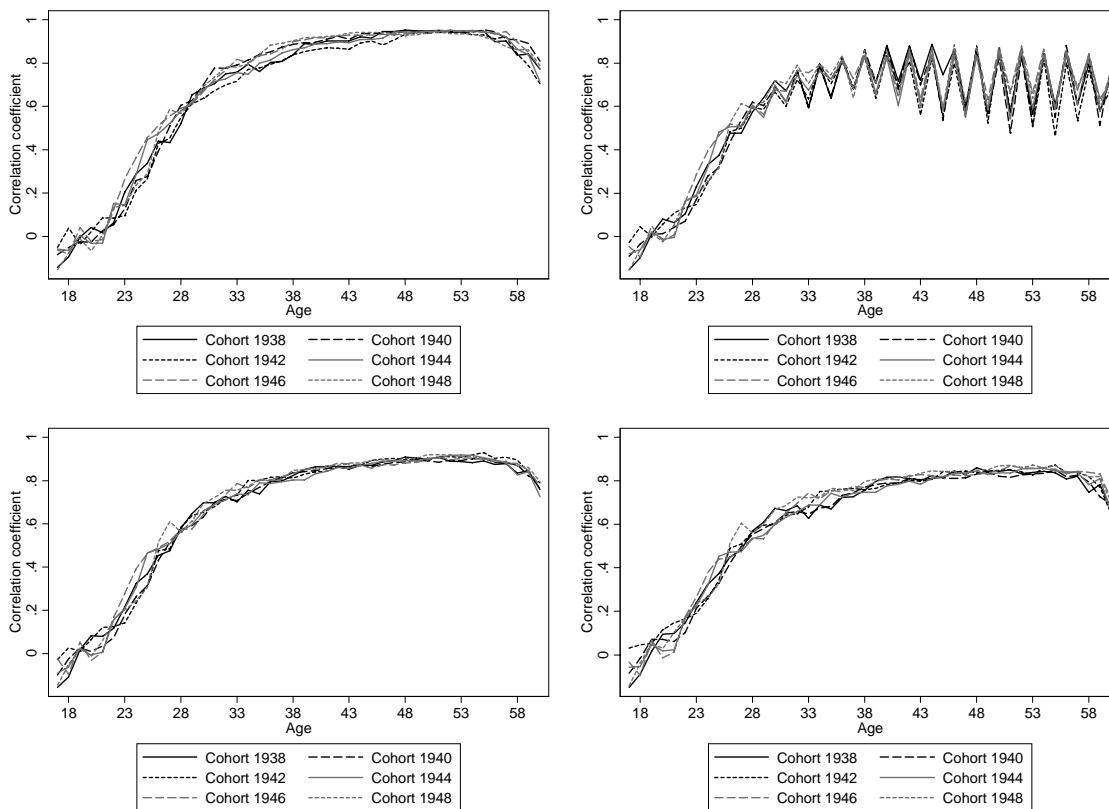 Correlation coefficient
1
.8
.6
.4
.2
0
18 23 28 33 38 43 48 53 58
Age
Cohort 1938 Cohort 1940
Cohort 1942 Cohort 1944
Cohort 1946 Cohort 1948
Correlation coefficient
1
.8
.6
.4
.2
0
18 23 28 33 38 43 48 53 58
Age
Cohort 1938 Cohort 1940
Cohort 1942 Cohort 1944
Cohort 1946 Cohort 1948
Correlation coefficient
1
.8
.6
.4
.2
0
18 23 28 33 38 43 48 53 58
Age
Cohort 1938 Cohort 1940
Cohort 1942 Cohort 1944
Cohort 1946 Cohort 1948
Correlation coefficient
1
.8
.6
.4
.2
0
18 23 28 33 38 43 48 53 58
Age
Cohort 1938 Cohort 1940
Cohort 1942 Cohort 1944
Cohort 1946 Cohort 1948